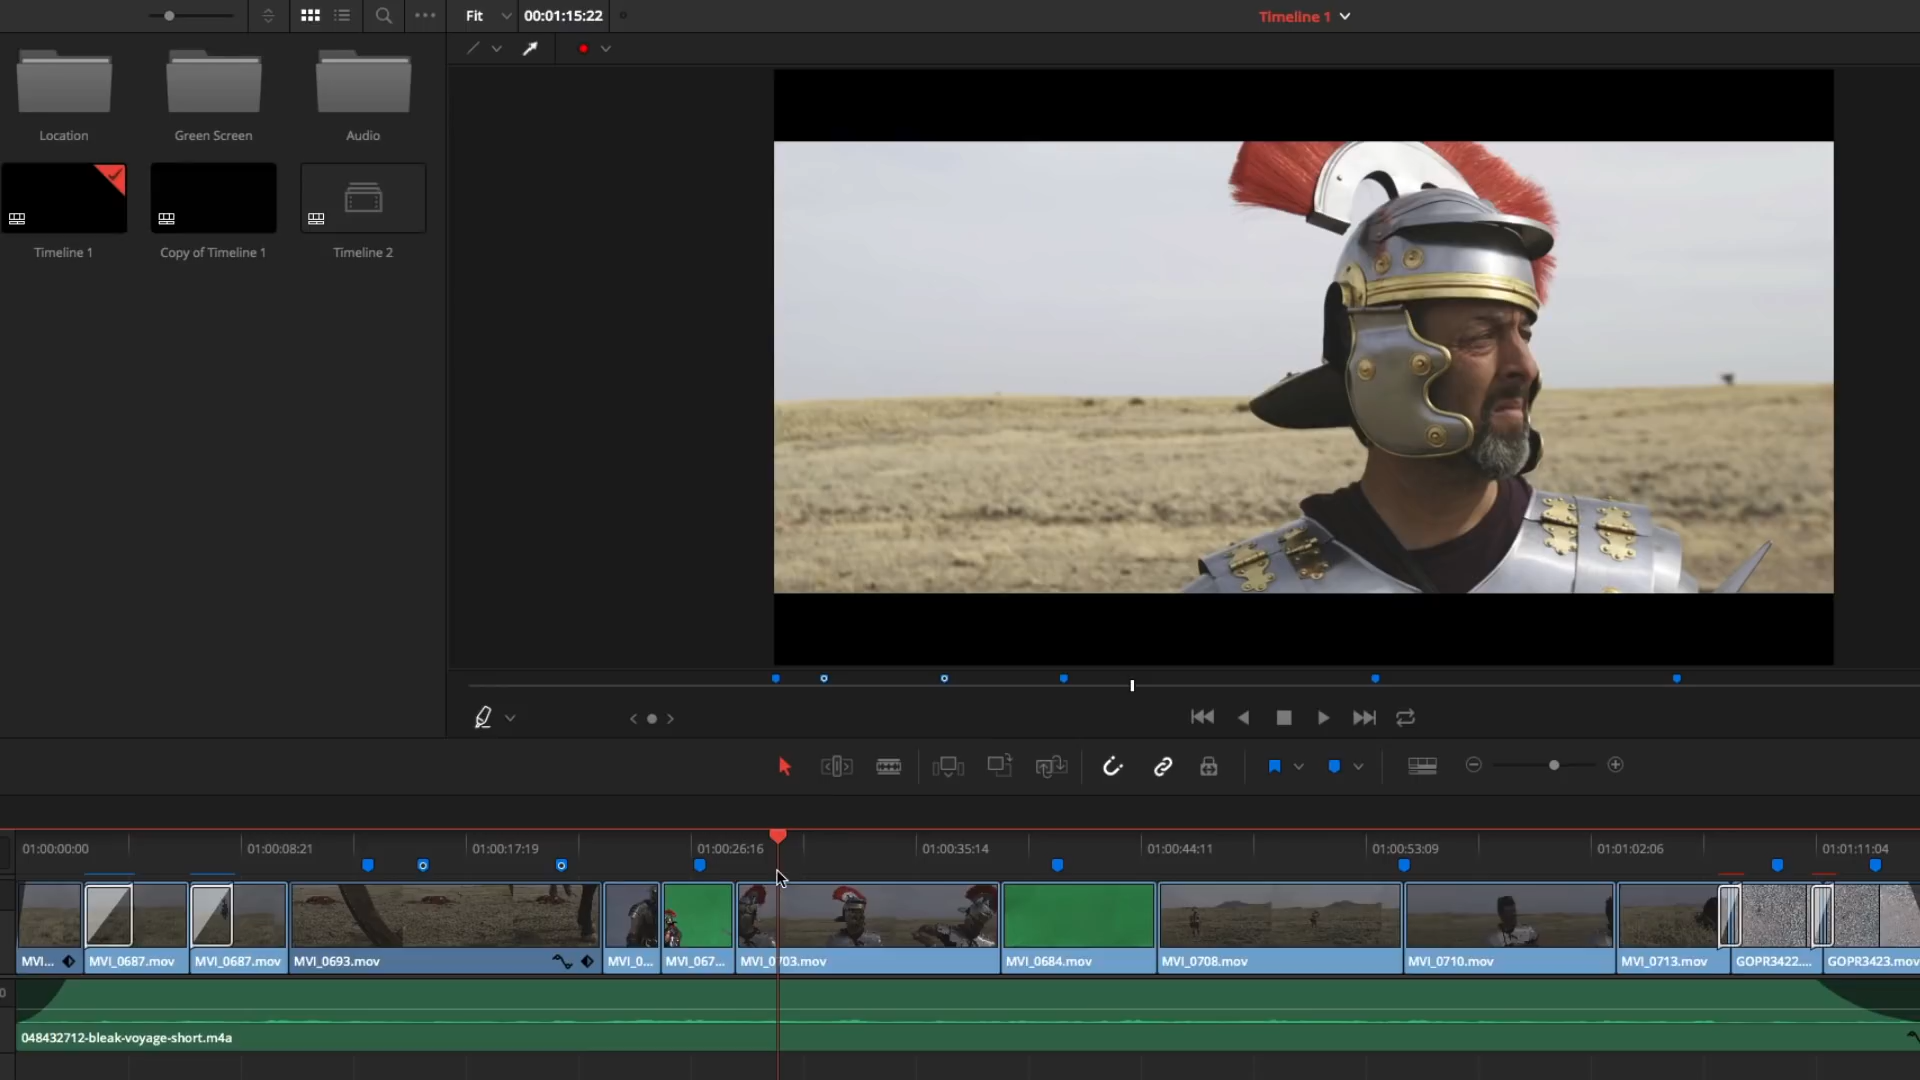 Fit 00:01:15:22 Timeline 1
Location Green Screen Audio
Timeline 1 Copy of Timeline 1 Timeline 2
01:00:00:00 01:00:08:21 01:00:17:19 01:00:26:16 01:00:35:14 01:00:44:11 01:00:53:09 01:01:02:06 01:01:11:04
MVI... MVI_0687.mov MVI_0687.mov MVI_0693.mov MVI_0... MVI_067... MVI_0703.mov MVI_0684.mov MVI_0708.mov MVI_0710.mov MVI_0713.mov GOPR3422.... GOPR3423.mov
0
048432712-bleak-voyage-short.m4a